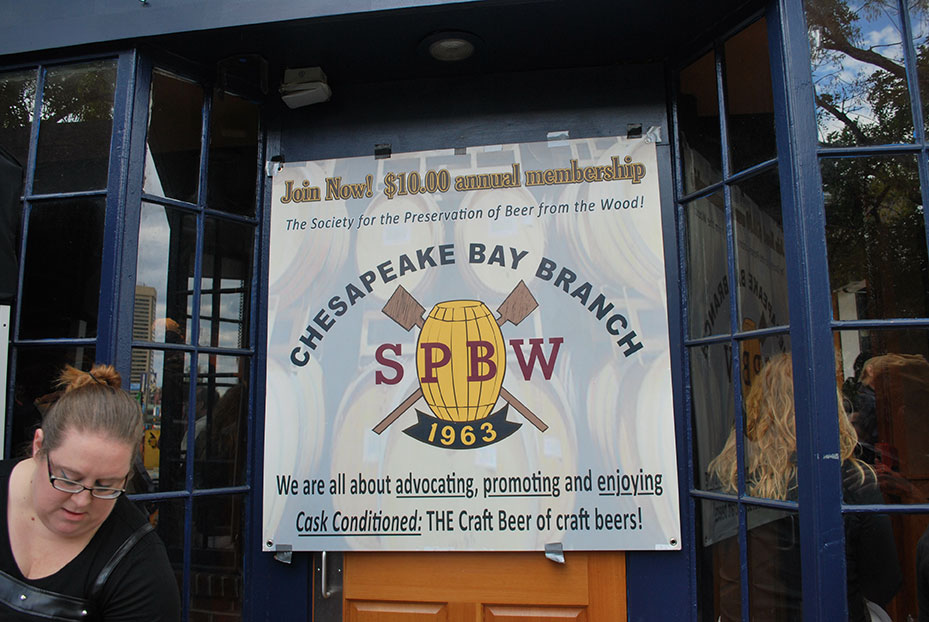 Join Now! $10.00 annual membership
The Society for the Preservation of Beer from the Wood!
CHESAPEAKE BAY BRANCH
SPBW
1963
We are all about advocating, promoting and enjoying
Cask Conditioned: THE Craft Beer of craft beers!